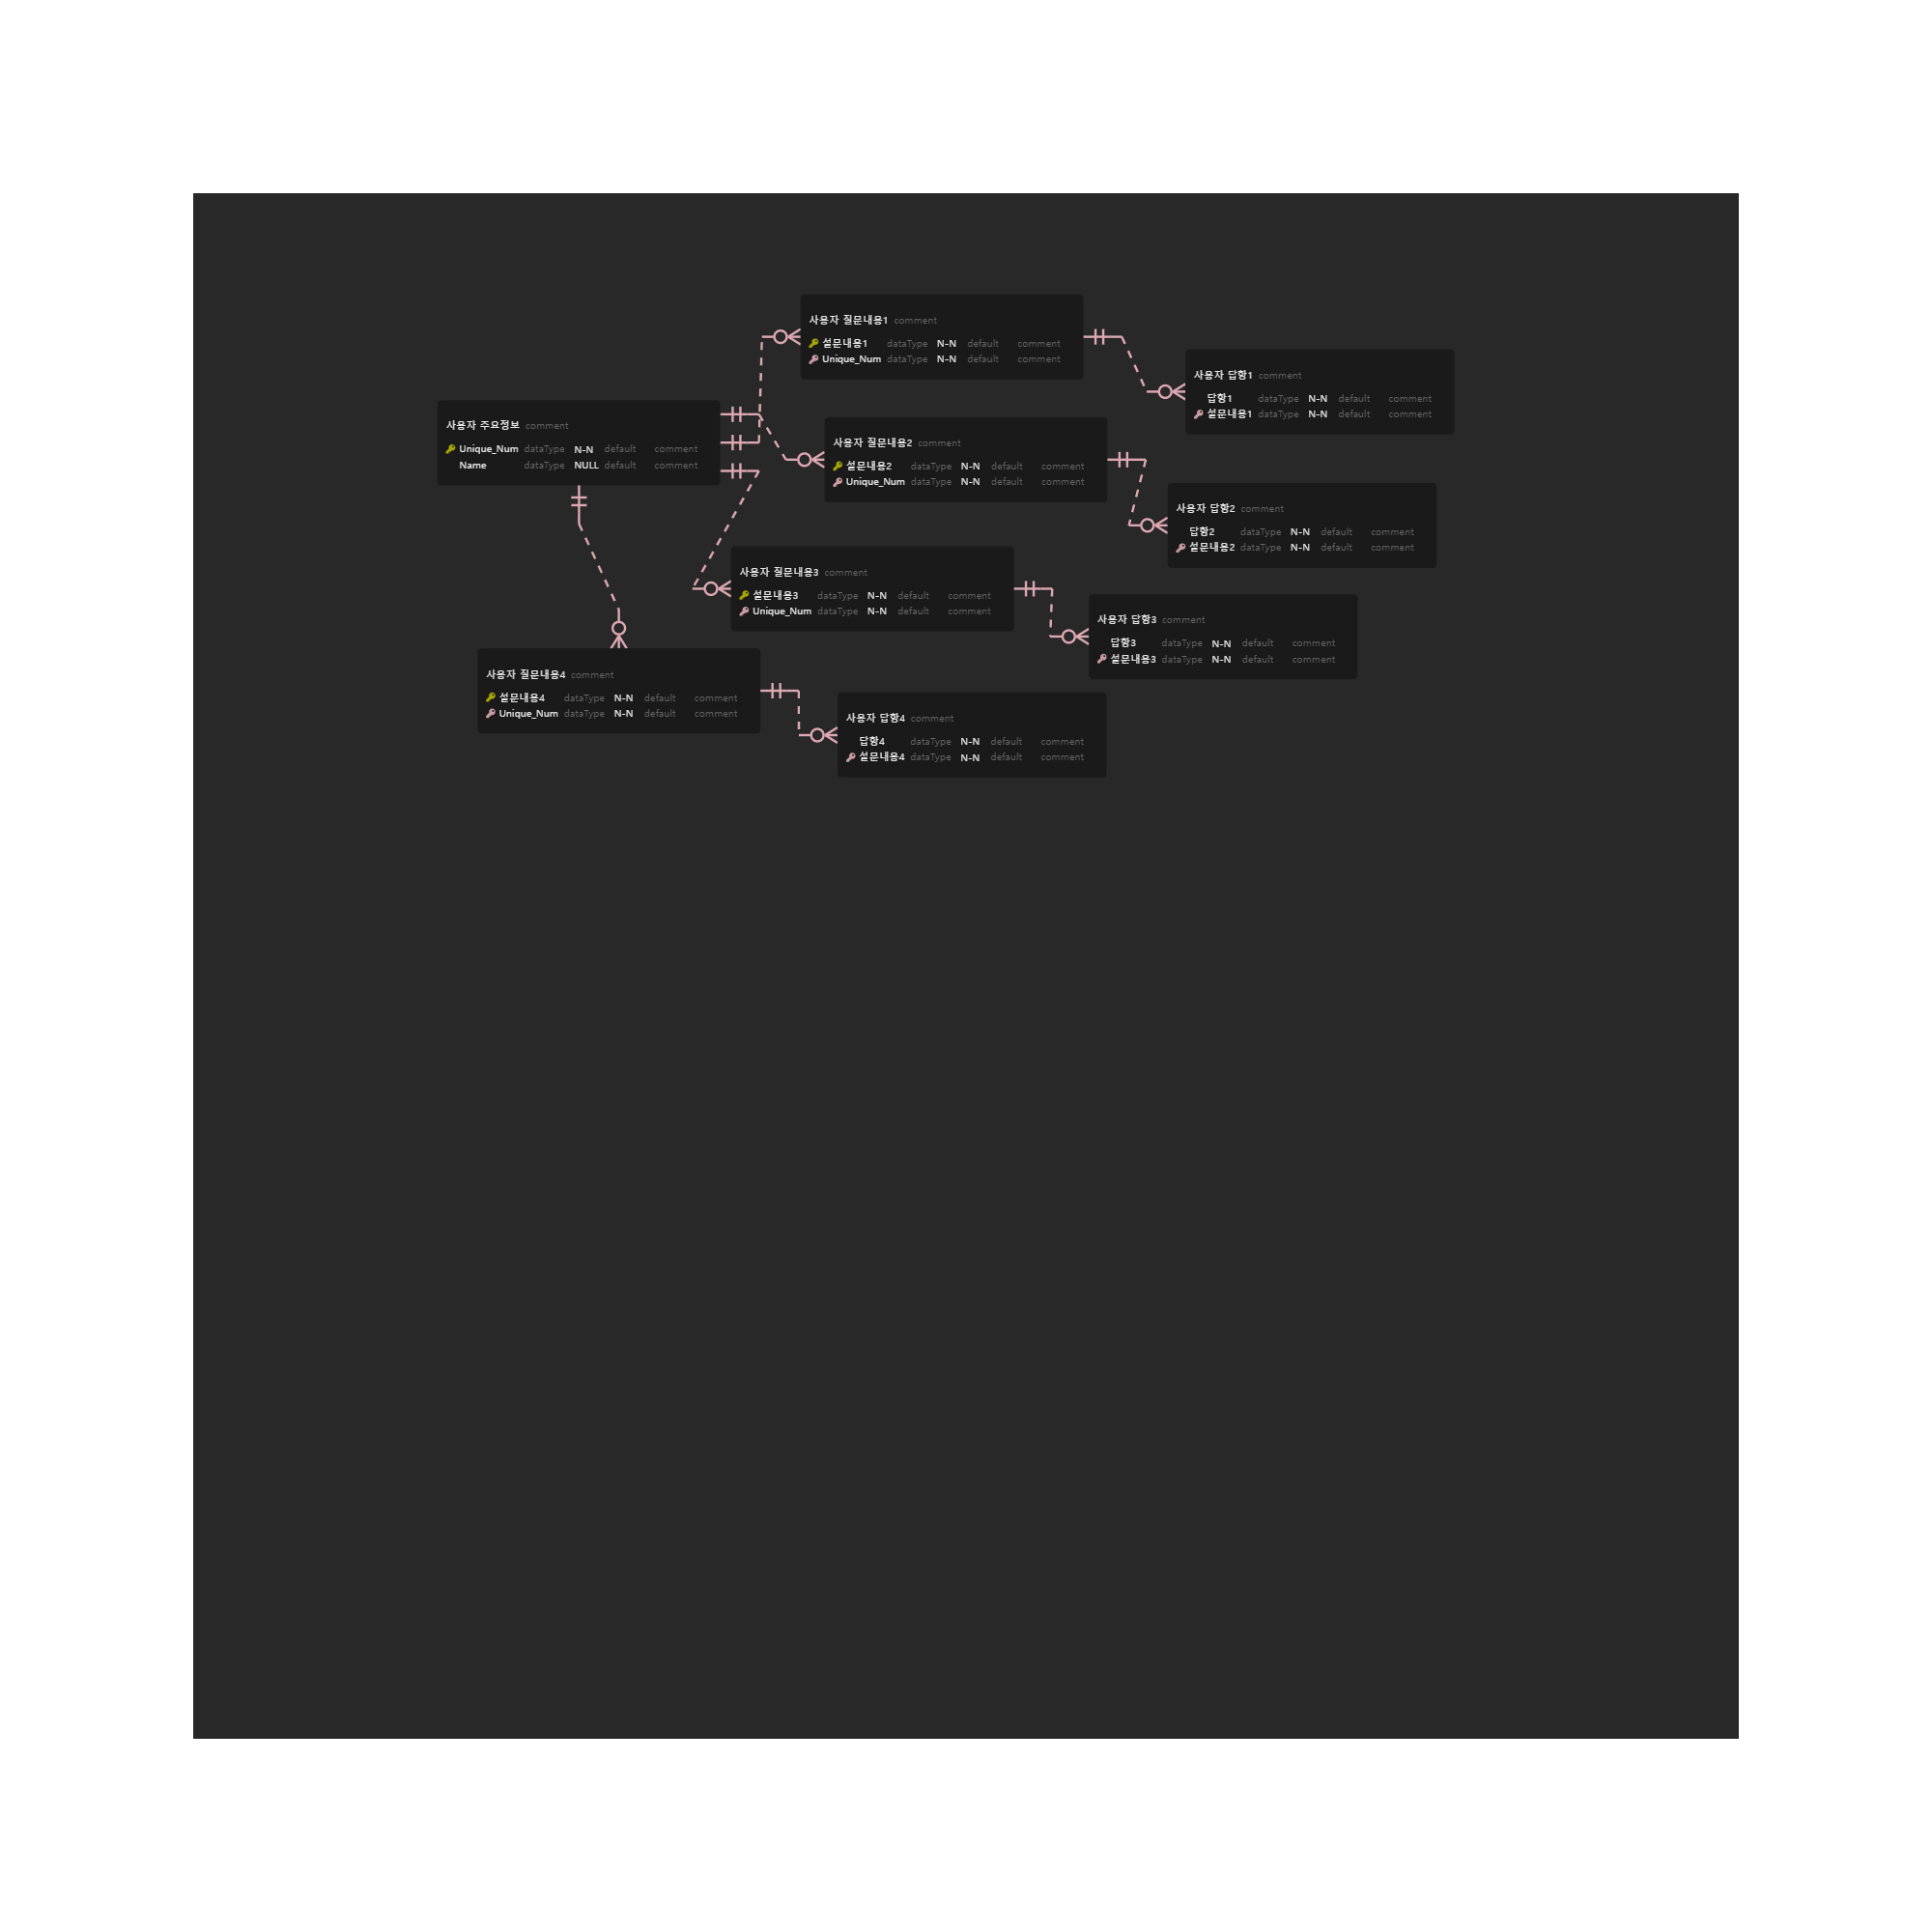 사용자 질문내용1 comment
설문내용1 dataType N-N default comment
Unique_Num dataType N-N default comment
사용자 답항1 comment
답항1 dataType N-N default comment
설문내용1 dataType N-N default comment
사용자 주요정보 comment
Unique_Num dataType N-N default comment
Name dataType NULL default comment
사용자 질문내용2 comment
설문내용2 dataType N-N default comment
Unique_Num dataType N-N default comment
사용자 답항2 comment
답항2 dataType N-N default comment
설문내용2 dataType N-N default comment
사용자 질문내용3 comment
설문내용3 dataType N-N default comment
Unique_Num dataType N-N default comment
사용자 답항3 comment
답항3 dataType N-N default comment
설문내용3 dataType N-N default comment
사용자 질문내용4 comment
설문내용4 dataType N-N default comment
Unique_Num dataType N-N default comment
사용자 답항4 comment
답항4 dataType N-N default comment
설문내용4 dataType N-N default comment